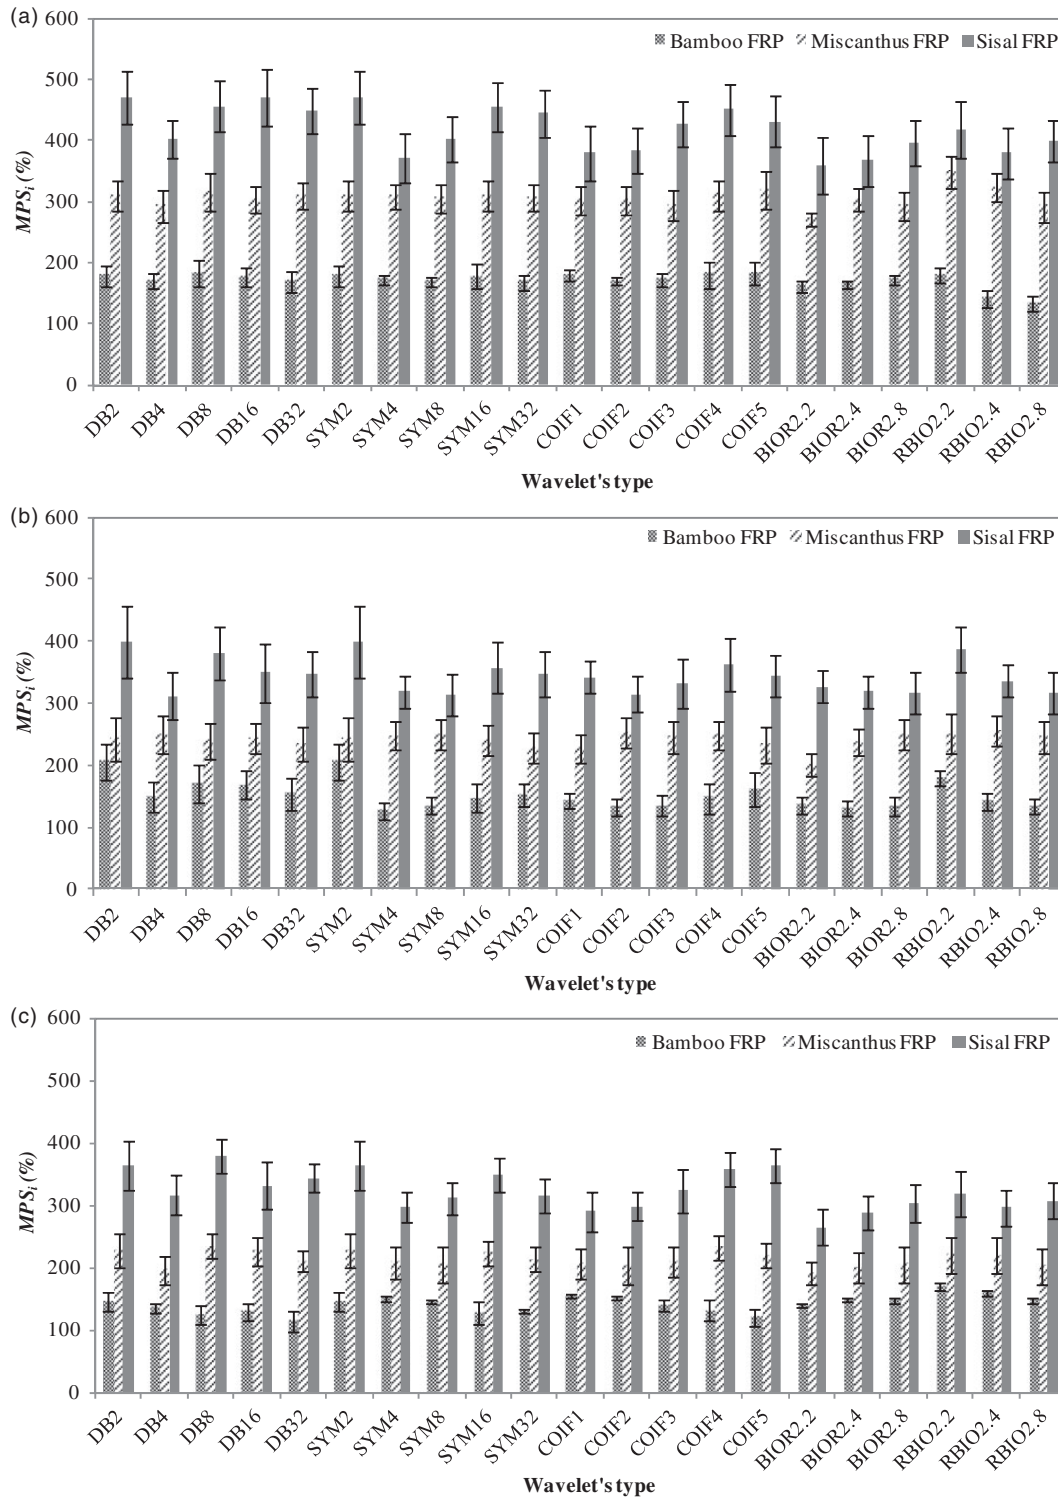 (a)
600
500
400
300
200
100
0
MPSi (%)
Bamboo FRP Miscanthus FRP Sisal FRP
DB2 DB4 DB8 DB16 DB32 SYM2 SYM4 SYM8 SYM16 SYM32 COIF1 COIF2 COIF3 COIF4 COIF5 BIOR2.2 BIOR2.4 BIOR2.8 RBIO2.2 RBIO2.4 RBIO2.8
Wavelet's type
(b)
600
500
400
300
200
100
0
MPSi (%)
Bamboo FRP Miscanthus FRP Sisal FRP
DB2 DB4 DB8 DB16 DB32 SYM2 SYM4 SYM8 SYM16 SYM32 COIF1 COIF2 COIF3 COIF4 COIF5 BIOR2.2 BIOR2.4 BIOR2.8 RBIO2.2 RBIO2.4 RBIO2.8
Wavelet's type
(c)
600
500
400
300
200
100
0
MPSi (%)
Bamboo FRP Miscanthus FRP Sisal FRP
DB2 DB4 DB8 DB16 DB32 SYM2 SYM4 SYM8 SYM16 SYM32 COIF1 COIF2 COIF3 COIF4 COIF5 BIOR2.2 BIOR2.4 BIOR2.8 RBIO2.2 RBIO2.4 RBIO2.8
Wavelet's type